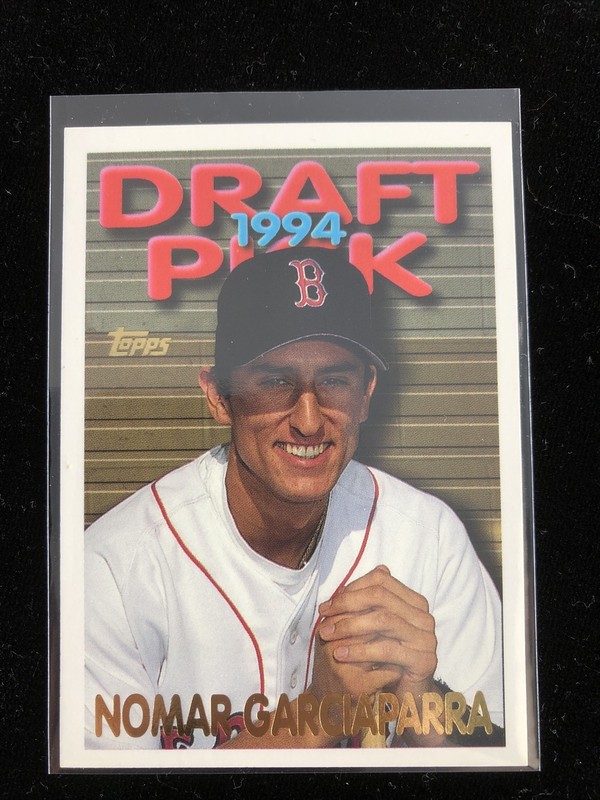 DRAFT
1994
PICK
B
topps
NOMAR GARCIAPARRA